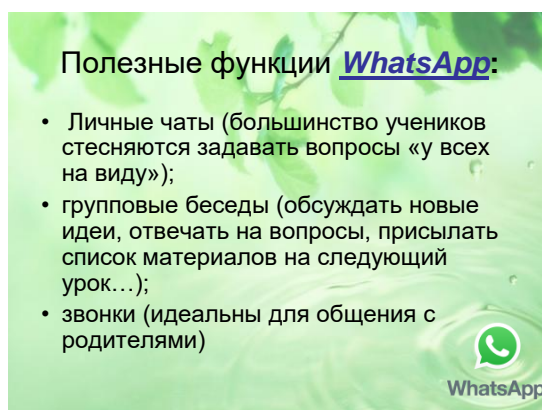 Полезные функции WhatsApp:
• Личные чаты (большинство учеников
стесняются задавать вопросы «у всех
на виду»);
• групповые беседы (обсуждать новые
идеи, отвечать на вопросы, присылать
список материалов на следующий
урок…);
• звонки (идеальны для общения с
родителями)
WhatsApp